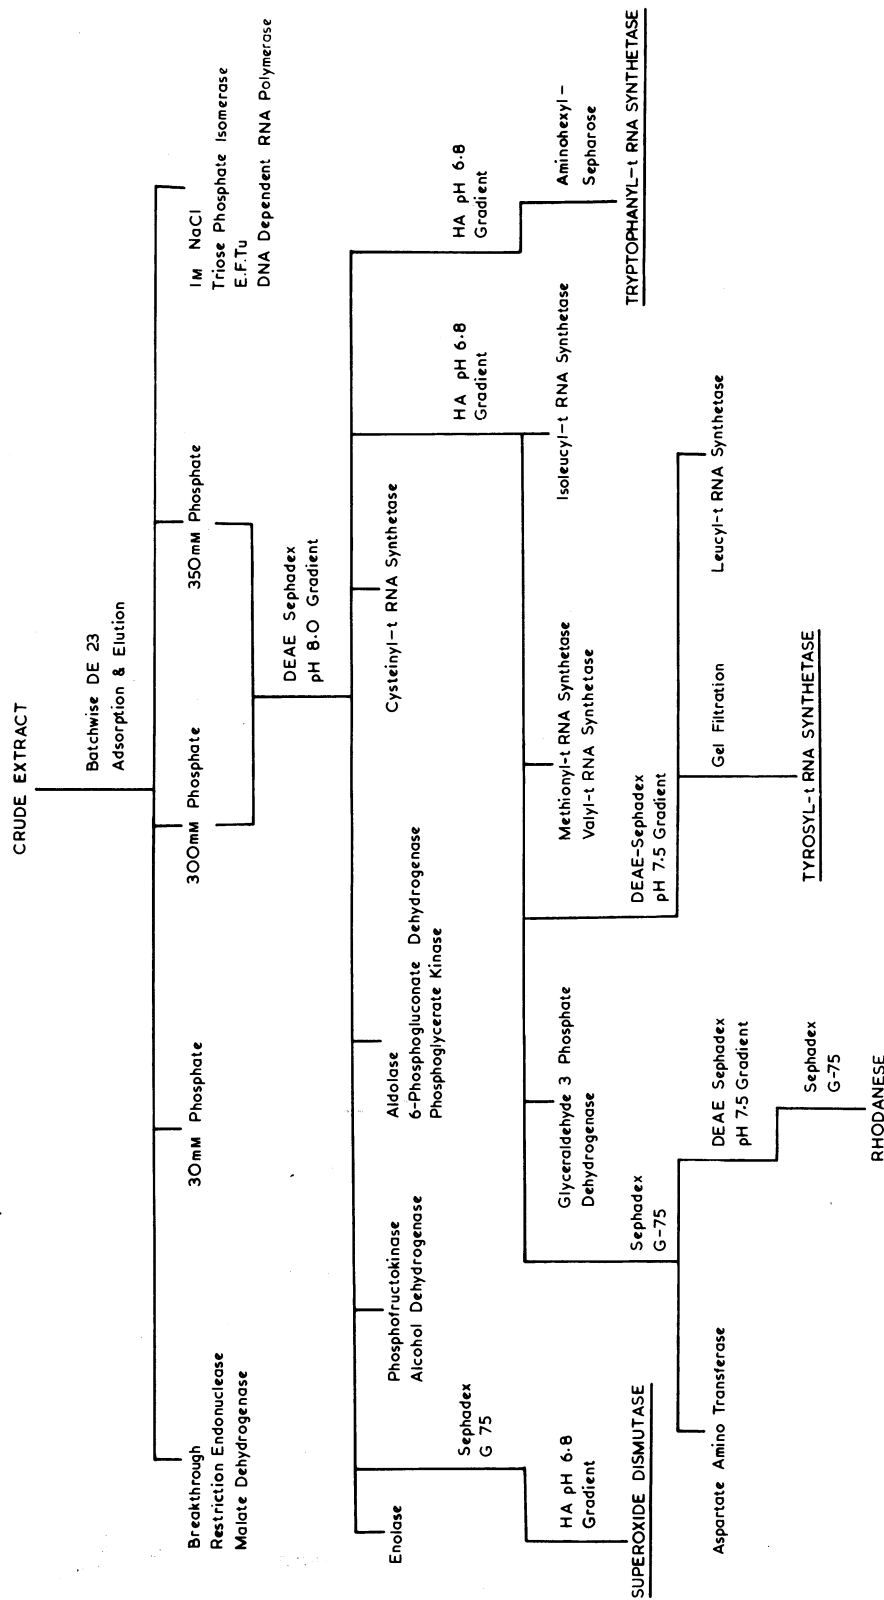 CRUDE EXTRACT
Batchwise DE 23
Adsorption & Elution
Breakthrough
Restriction Endonuclease
Malate Dehydrogenase
30mM Phosphate
300mM Phosphate
350mM Phosphate
1M NaCl
Triose Phosphate Isomerase
E.F.Tu
DNA Dependent RNA Polymerase
DEAE Sephadex
pH 8.0 Gradient
Enolase
Phosphofructokinase
Alcohol Dehydrogenase
Aldolase
6-Phosphogluconate Dehydrogenase
Phosphoglycerate Kinase
Cysteinyl-t RNA Synthetase
Sephadex
G 75
HA pH 6.8
Gradient
HA pH 6.8
Gradient
HA pH 6.8
Gradient
SUPEROXIDE DISMUTASE
Glyceraldehyde 3 Phosphate
Dehydrogenase
Methionyl-t RNA Synthetase
Valyl-t RNA Synthetase
Isoleucyl-t RNA Synthetase
Aminohexyl-
Sepharose
TRYPTOPHANYL-t RNA SYNTHETASE
Sephadex
G-75
DEAE-Sephadex
pH 7.5 Gradient
Aspartate Amino Transferase
DEAE Sephadex
pH 7.5 Gradient
Gel Filtration
Leucyl-t RNA Synthetase
Sephadex
G-75
TYROSYL-t RNA SYNTHETASE
RHODANESE